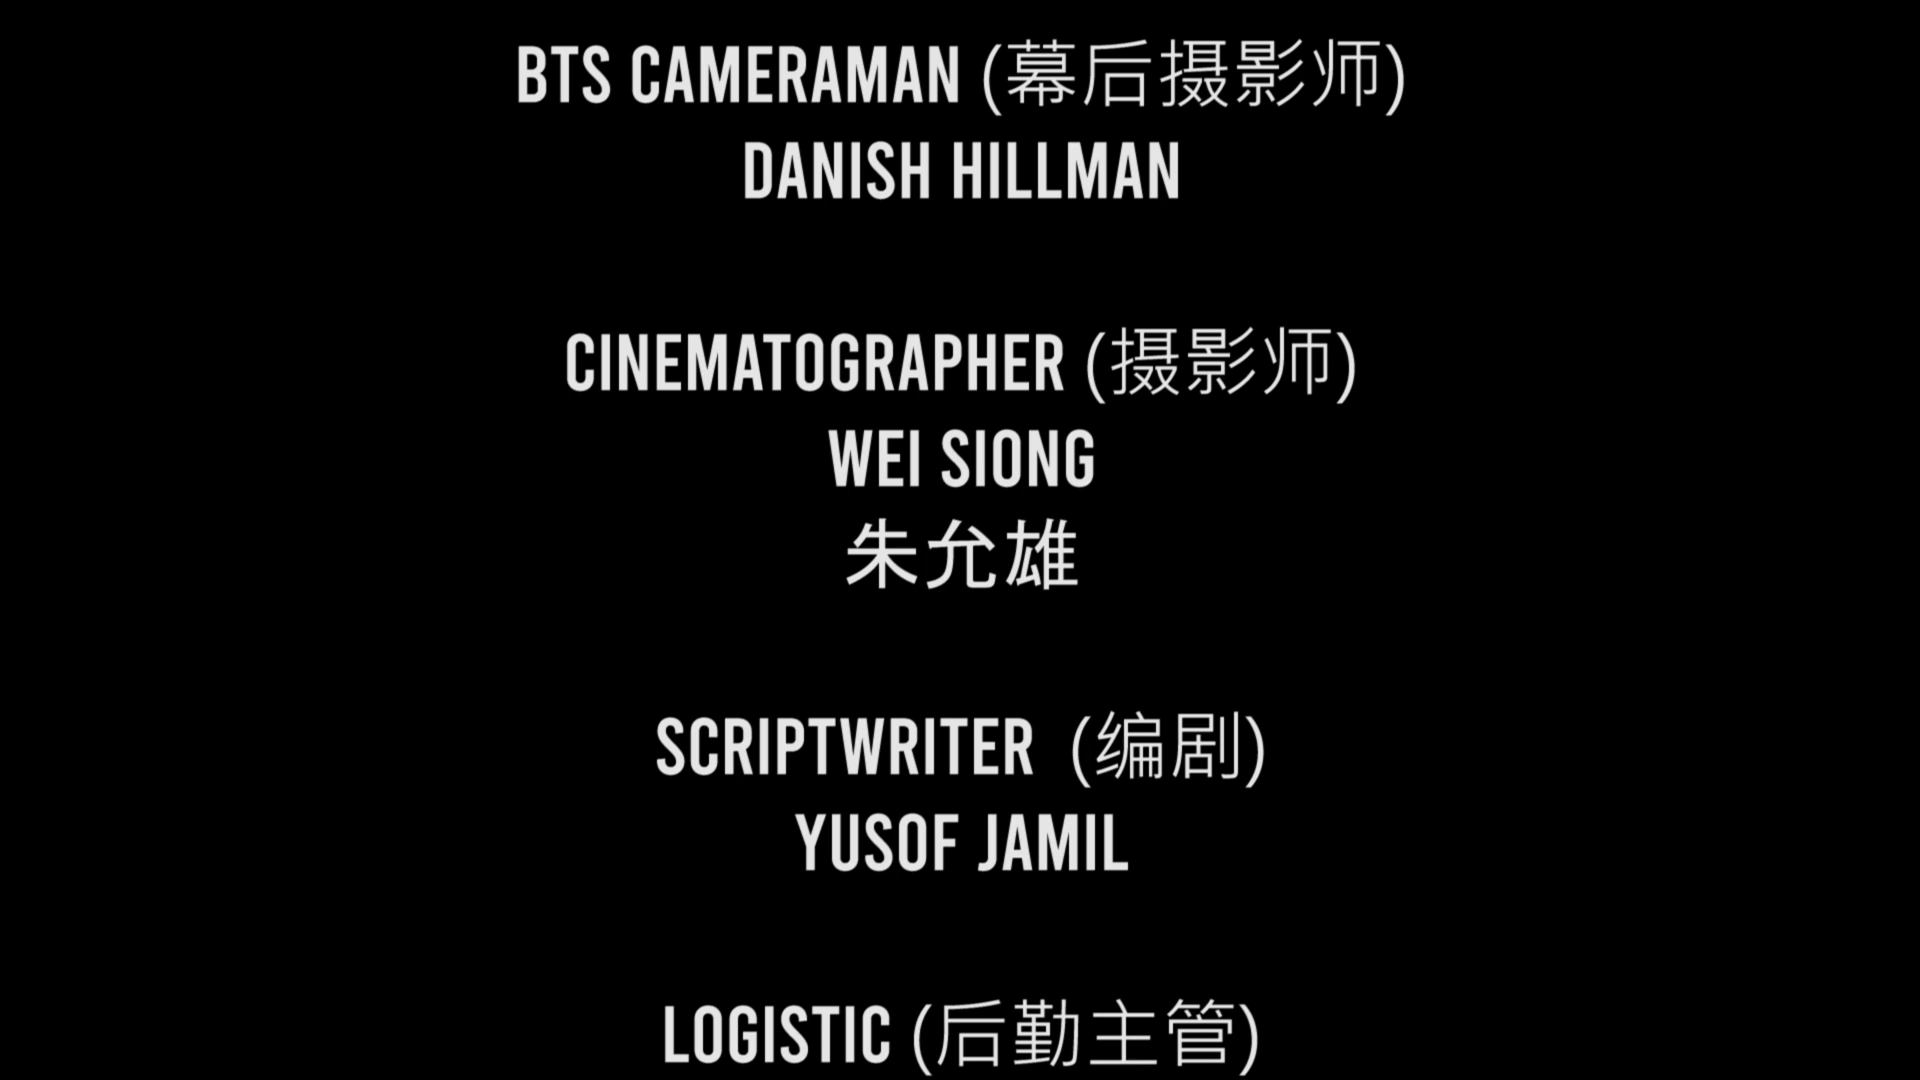 BTS CAMERAMAN (幕后摄影师)
DANISH HILLMAN
CINEMATOGRAPHER (摄影师)
WEI SIONG
朱允雄
SCRIPTWRITER (编剧)
YUSOF JAMIL
LOGISTIC (后勤主管)